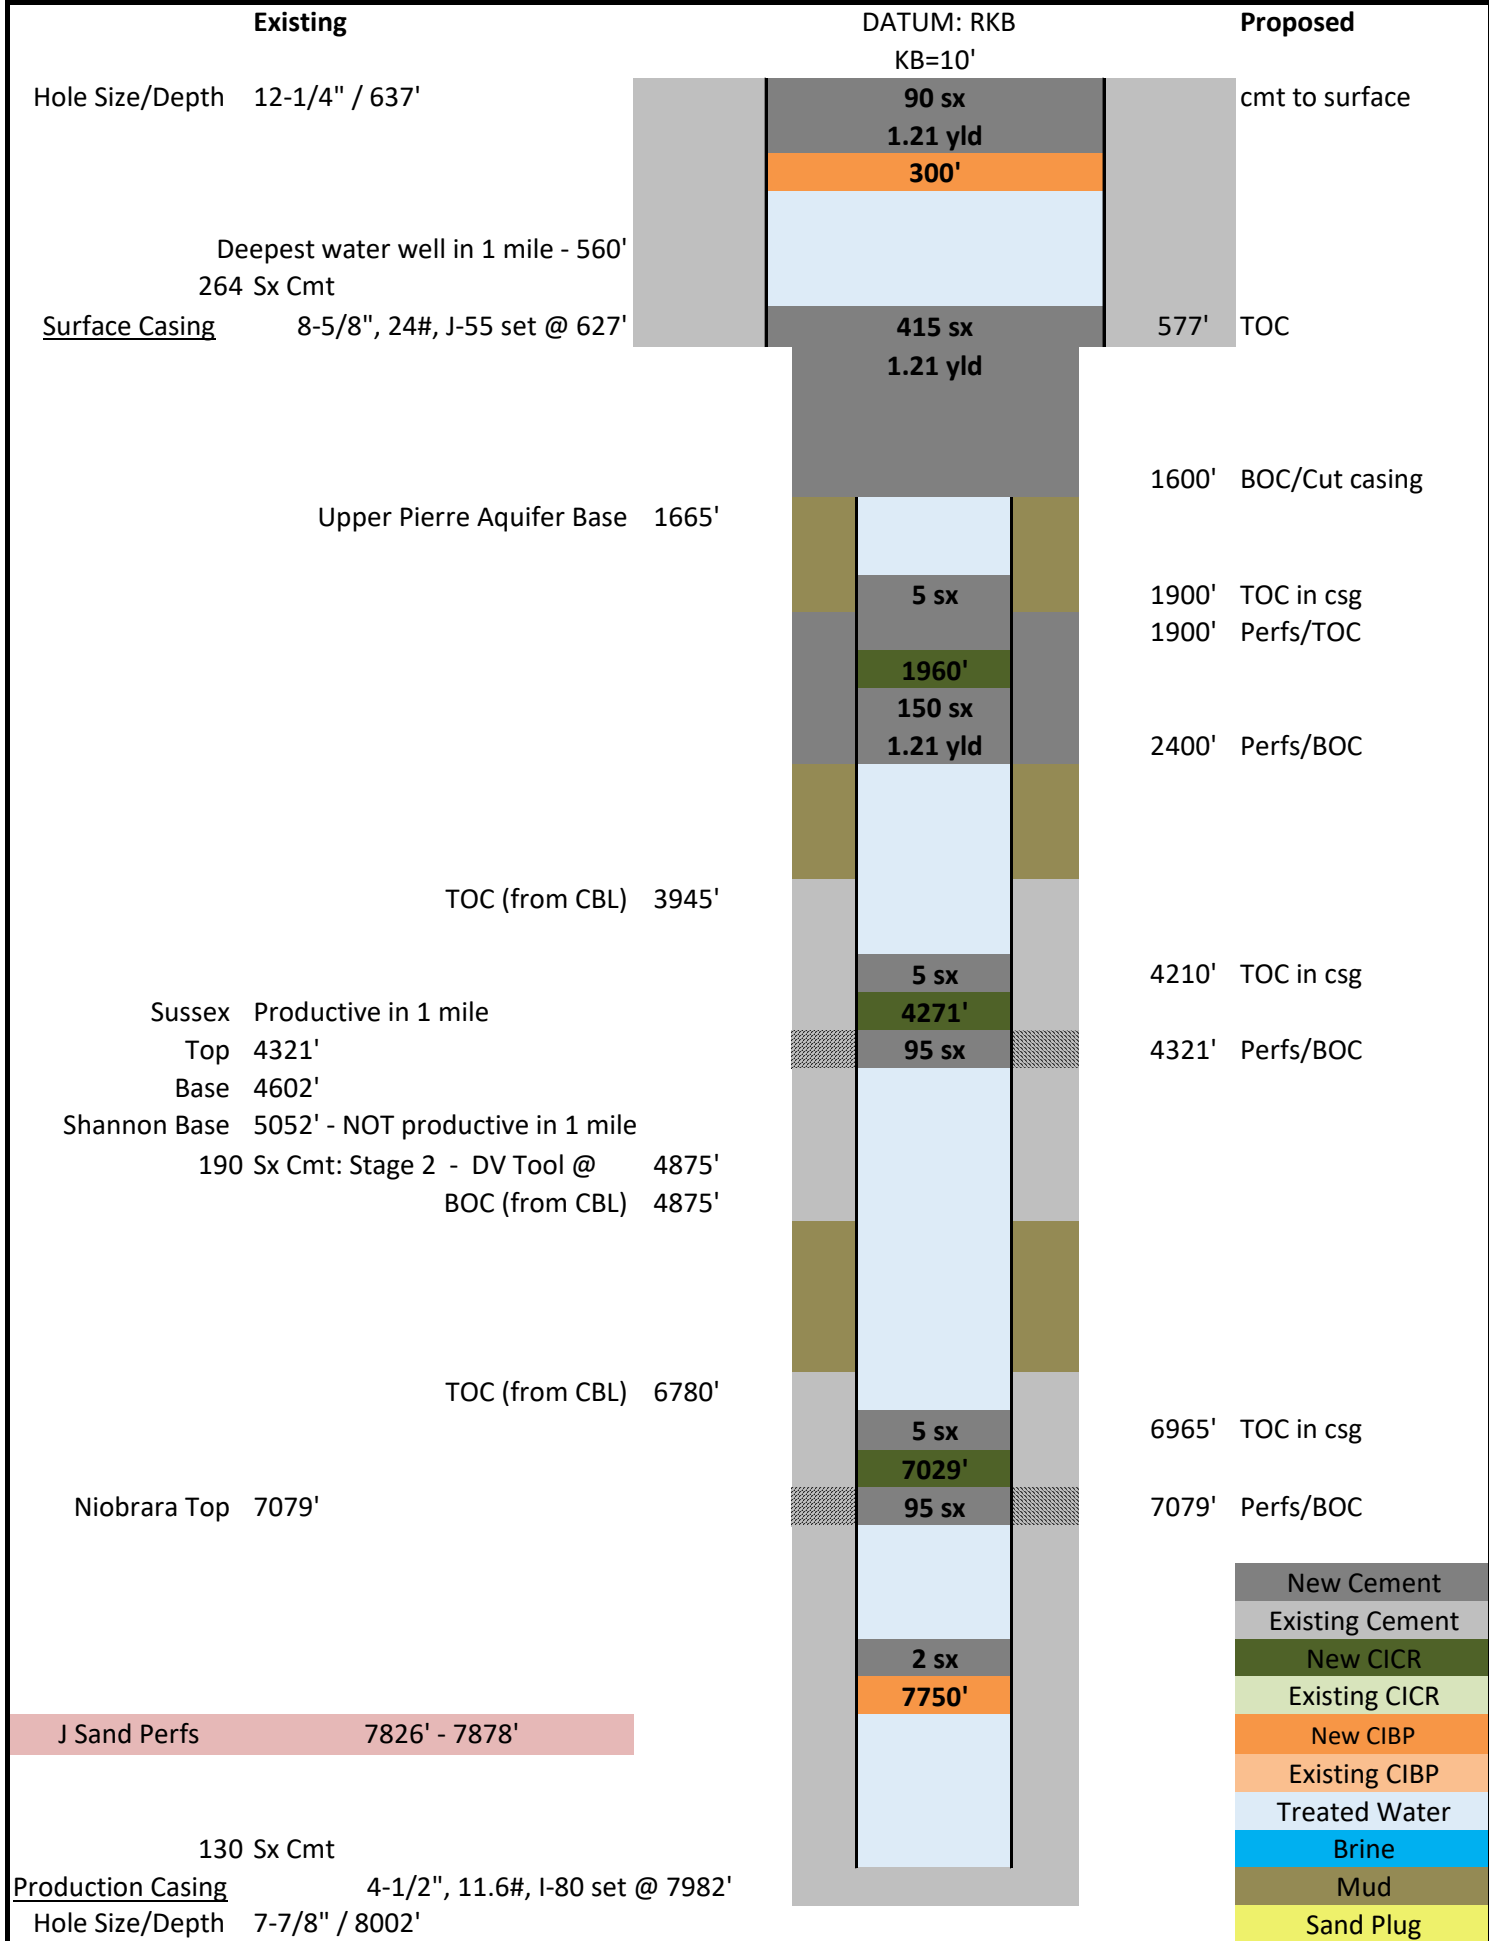 Existing DATUM: RKB Proposed
KB=10'
Hole Size/Depth 12-1/4" / 637' 90 sx cmt to surface
1.21 yld
300'
Deepest water well in 1 mile - 560'
264 Sx Cmt
Surface Casing 8-5/8", 24#, J-55 set @ 627' 415 sx 577' TOC
1.21 yld
1600' BOC/Cut casing
Upper Pierre Aquifer Base 1665'
5 sx 1900' TOC in csg
1900' Perfs/TOC
1960'
150 sx
1.21 yld 2400' Perfs/BOC
TOC (from CBL) 3945'
5 sx 4210' TOC in csg
Sussex Productive in 1 mile 4271'
Top 4321' 95 sx 4321' Perfs/BOC
Base 4602'
Shannon Base 5052' - NOT productive in 1 mile
190 Sx Cmt: Stage 2 - DV Tool @ 4875'
BOC (from CBL) 4875'
TOC (from CBL) 6780'
5 sx 6965' TOC in csg
7029'
Niobrara Top 7079' 95 sx 7079' Perfs/BOC
New Cement
Existing Cement
2 sx New CICR
7750' Existing CICR
J Sand Perfs 7826' - 7878' New CIBP
Existing CIBP
Treated Water
130 Sx Cmt Brine
Production Casing 4-1/2", 11.6#, I-80 set @ 7982' Mud
Hole Size/Depth 7-7/8" / 8002' Sand Plug